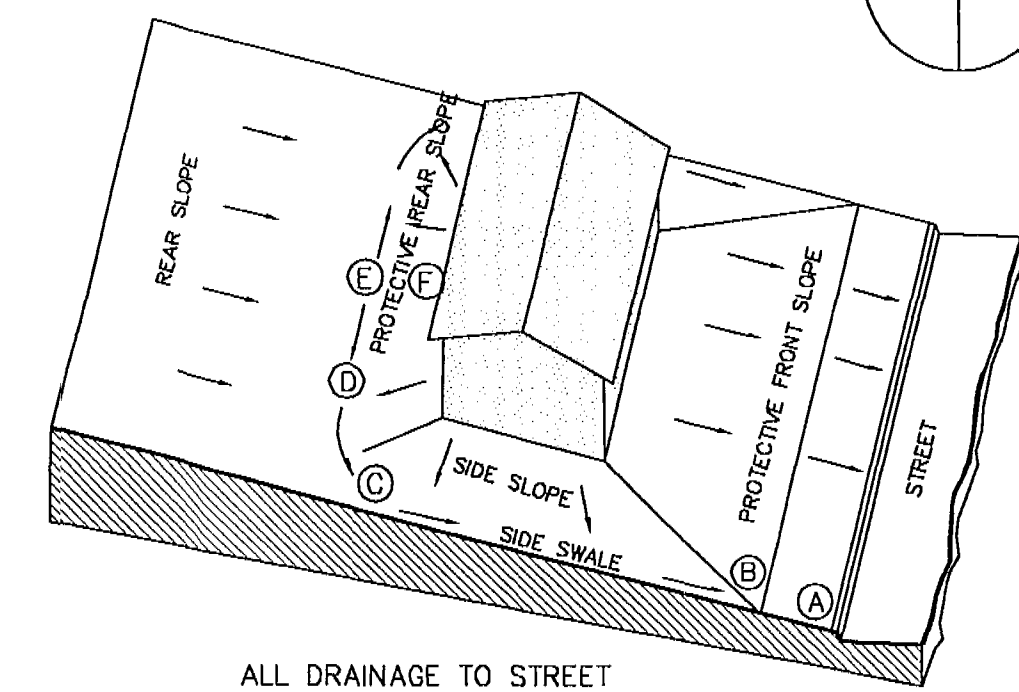 REAR SLOPE
PROTECTIVE REAR SLOPE
E
F
D
C
SIDE SLOPE
SIDE SWALE
PROTECTIVE FRONT SLOPE
B
A
STREET
ALL DRAINAGE TO STREET